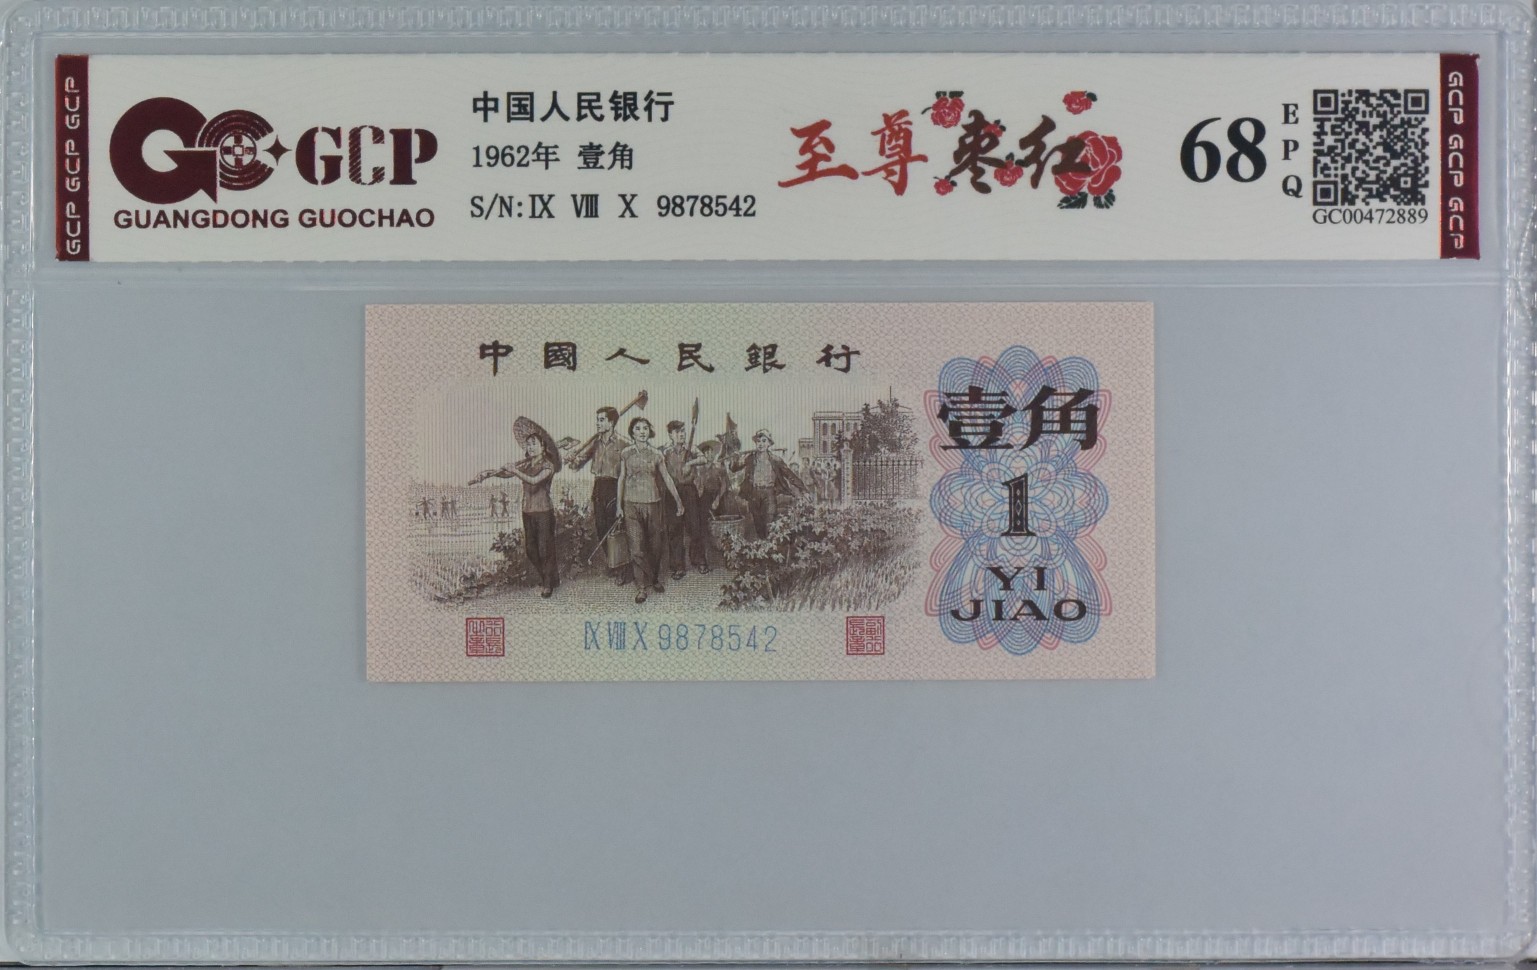 GCP GCP GCP
GCP
GUANGDONG GUOCHAO
中国人民银行
1962年 壹角
S/N:Ⅸ Ⅷ Ⅹ 9878542
至尊枣红
68
EPQ
GC00472889
GCP GCP GCP
中國人民銀行
壹角
1
YI
JIAO
Ⅸ Ⅷ Ⅹ 9878542